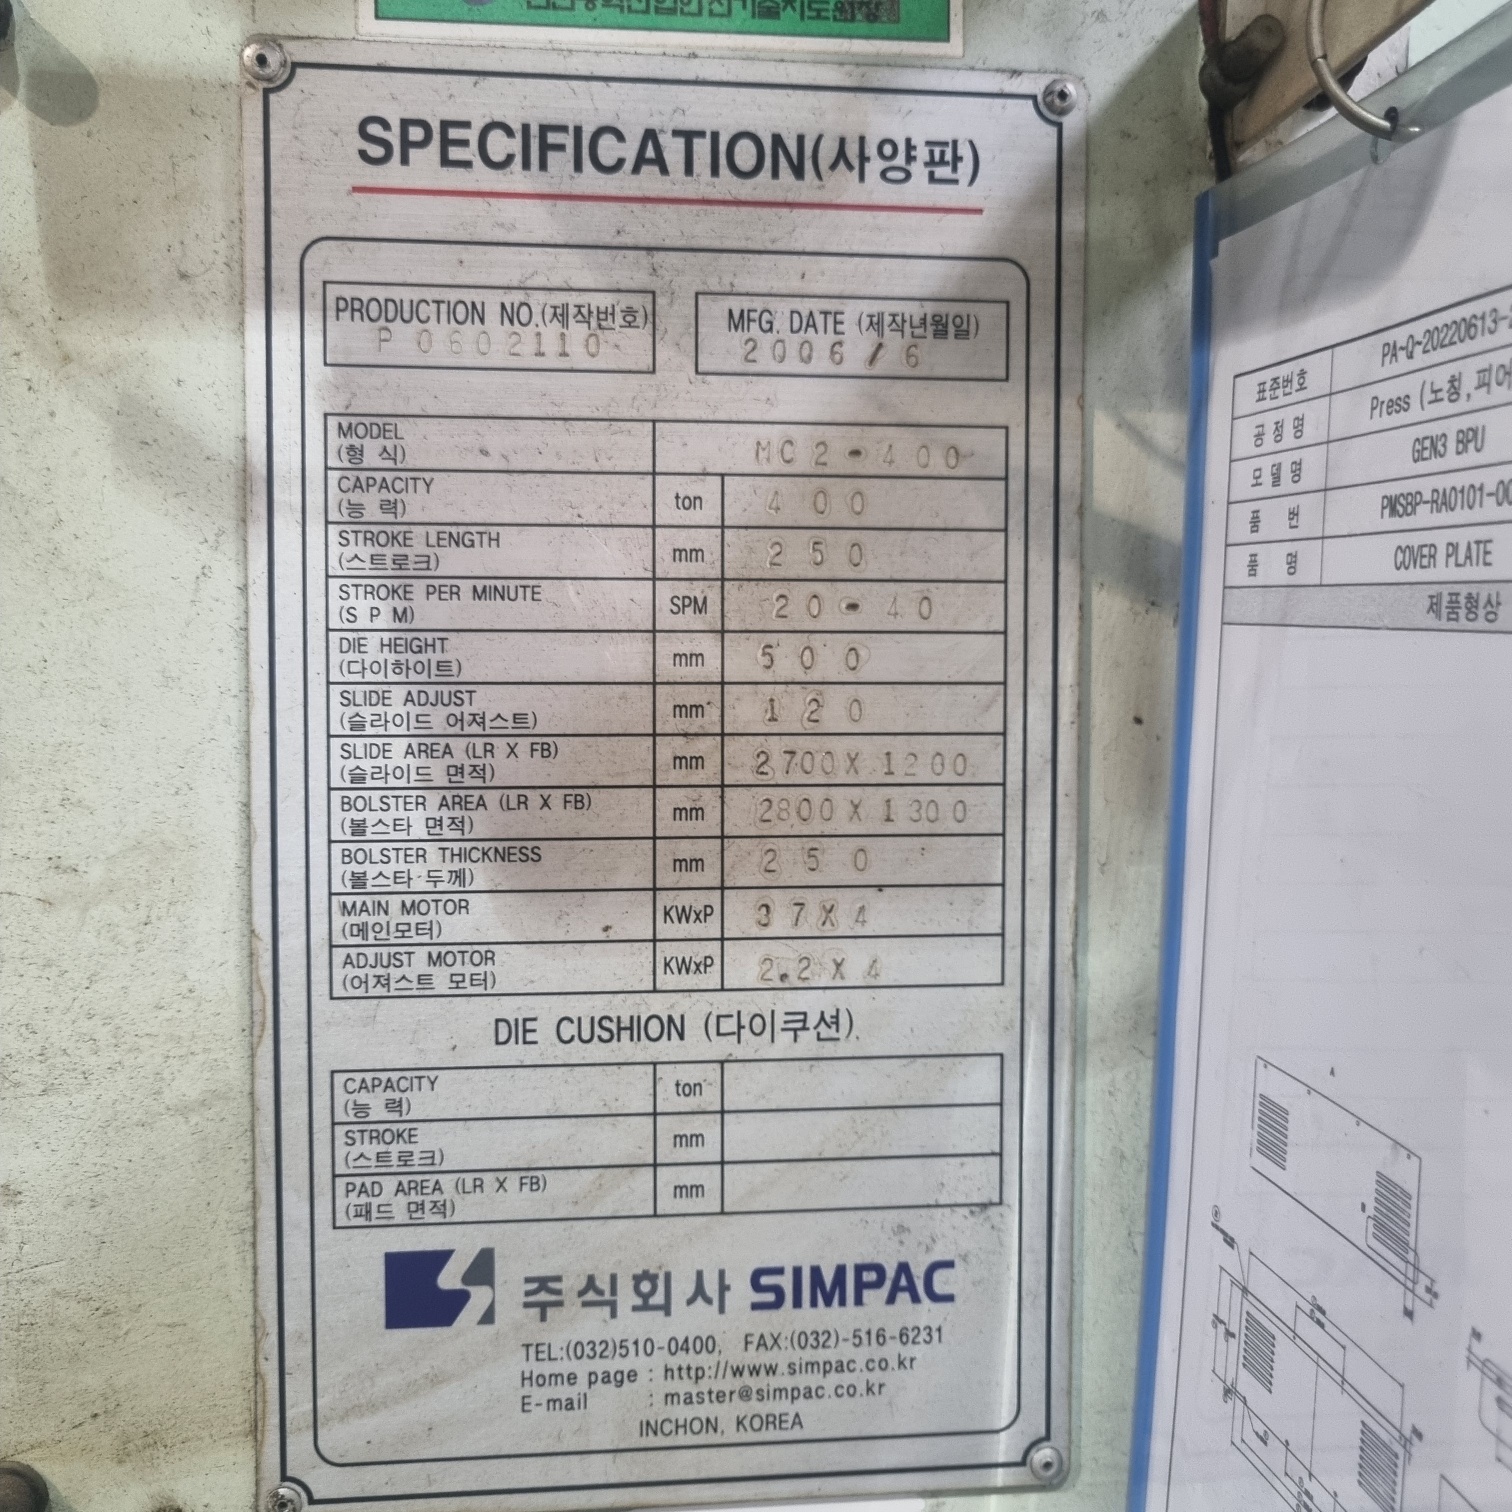 SPECIFICATION(사양판)
PRODUCTION NO.(제작번호)
P 0602110
MFG. DATE (제작년월일)
2006 / 6
MODEL
(형 식)
MC2-400
CAPACITY
(능 력)
ton
400
STROKE LENGTH
(스트로크)
mm
250
STROKE PER MINUTE
(S P M)
SPM
20-40
DIE HEIGHT
(다이하이트)
mm
500
SLIDE ADJUST
(슬라이드 어져스트)
mm
120
SLIDE AREA (LR X FB)
(슬라이드 면적)
mm
2700X1200
BOLSTER AREA (LR X FB)
(볼스타 면적)
mm
2800X1300
BOLSTER THICKNESS
(볼스타 두께)
mm
250
MAIN MOTOR
(메인모터)
KWxP
37X4
ADJUST MOTOR
(어져스트 모터)
KWxP
2.2X4
DIE CUSHION (다이쿠션)
CAPACITY
(능 력)
ton
STROKE
(스트로크)
mm
PAD AREA (LR X FB)
(패드 면적)
mm
주식회사 SIMPAC
TEL:(032)510-0400, FAX:(032)-516-6231
Home page : http://www.simpac.co.kr
E-mail : master@simpac.co.kr
INCHON, KOREA
표준번호 PA-Q-20220613-
공정명 Press (노칭,피어
모델명 GEN3 BPU
품 번 PMSBP-RA0101-00
품 명 COVER PLATE
제품형상